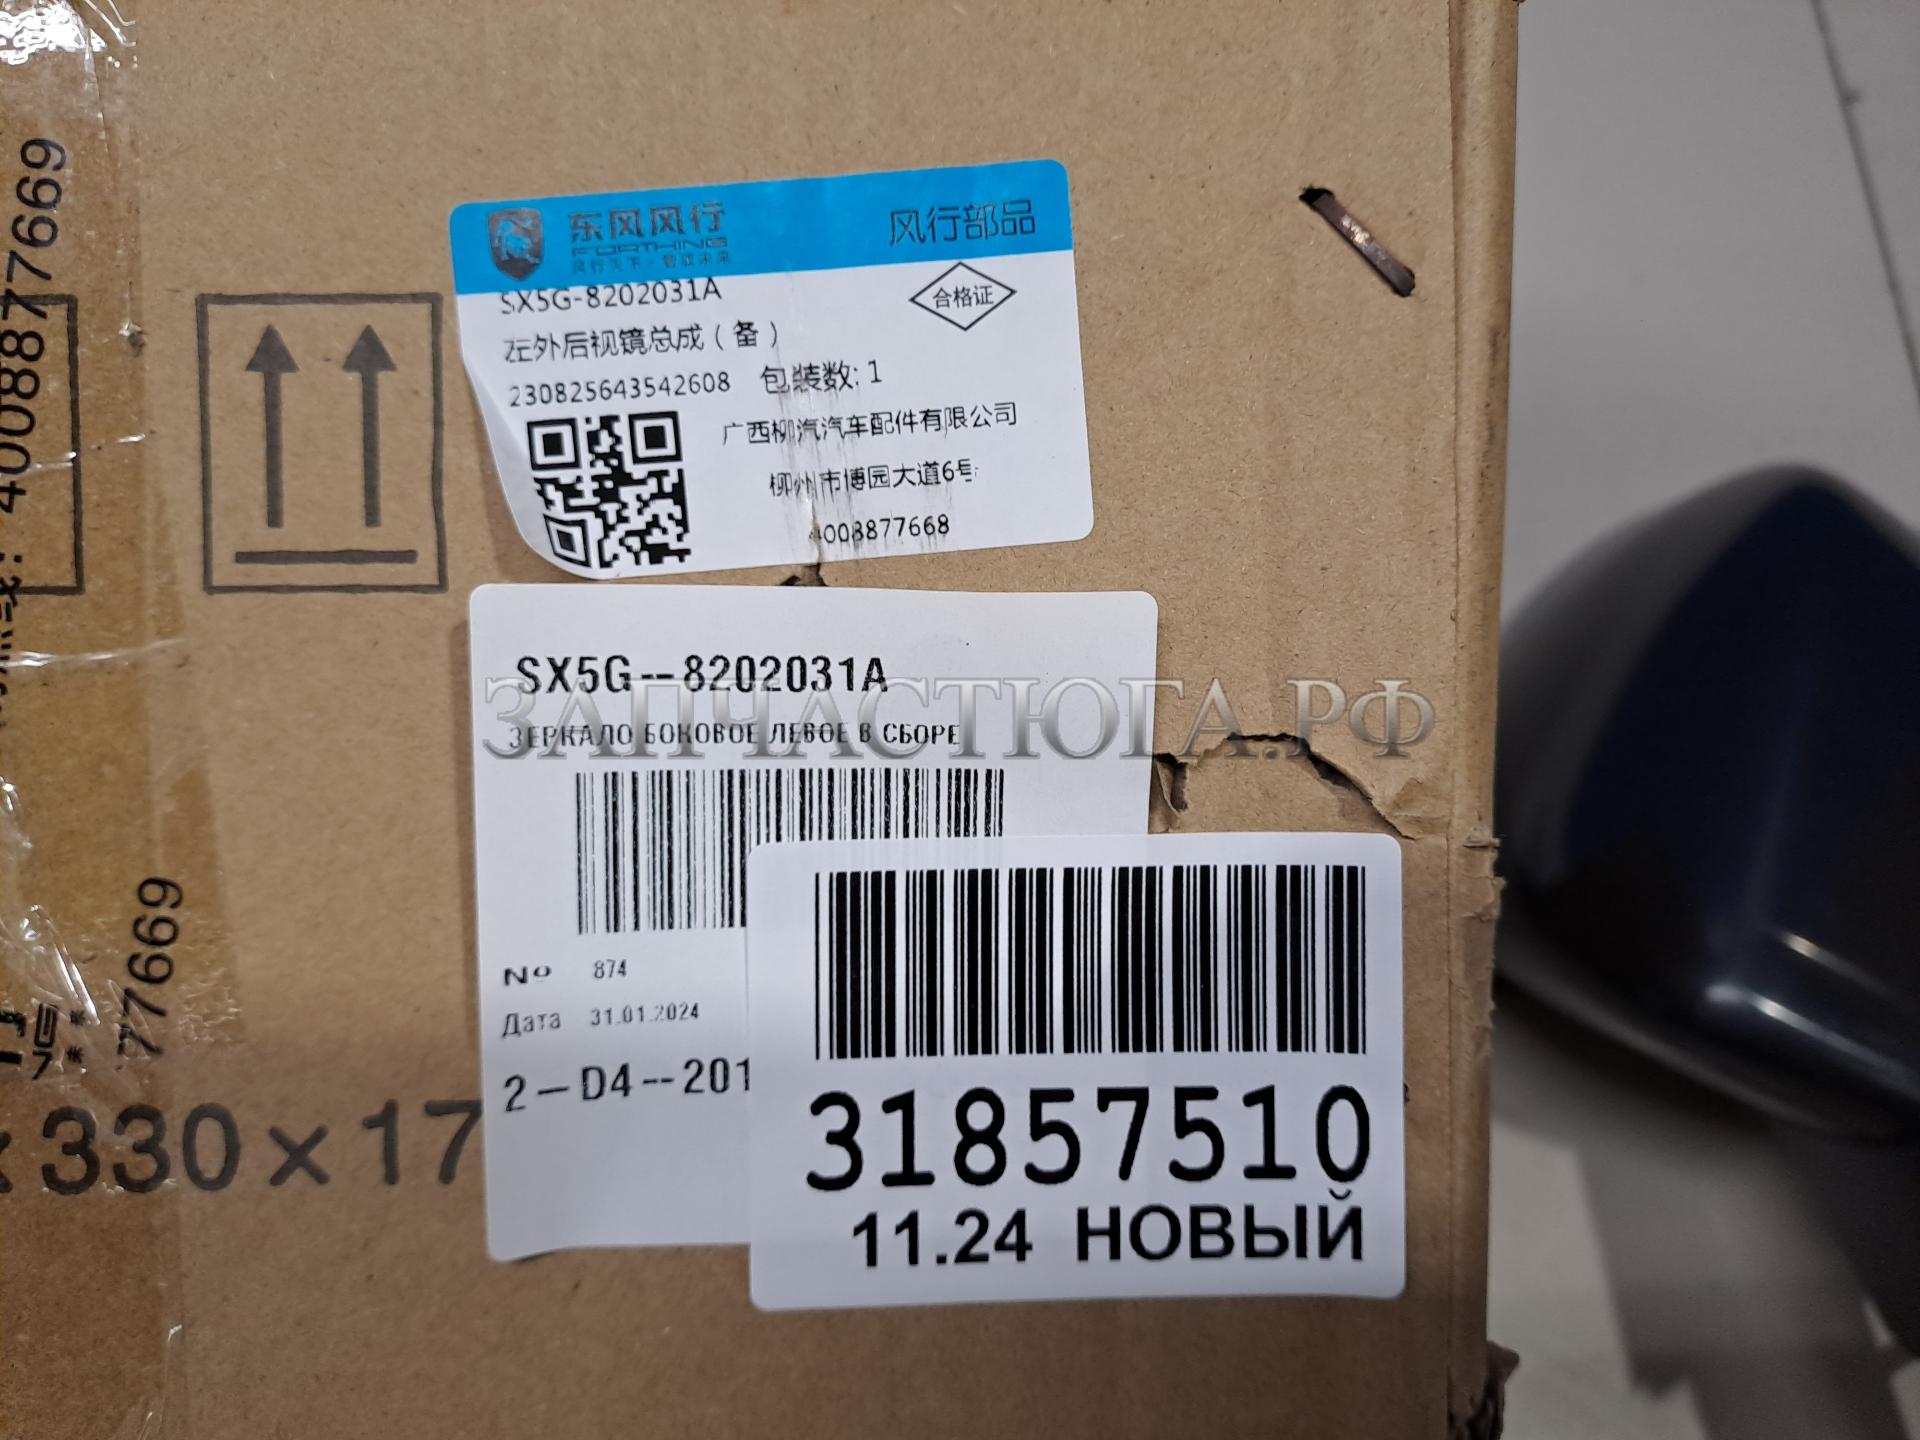 东风风行
FORTHING
风行天下·智驭未来
风行部品
SX5G-8202031A
合格证
左外后视镜总成(备)
230825643542608 包装数: 1
广西柳汽汽车配件有限公司
柳州市博园大道6号
4008877668
4008877669
77669
×330×17
SX5G--8202031A
ЗЕРКАЛО БОКОВОЕ ЛЕВОЕ В СБОРЕ
ЗАПЧАСТЮГА.РФ
№ 874
Дата 31.01.2024
2-D4--201
31857510
11.24 НОВЫЙ